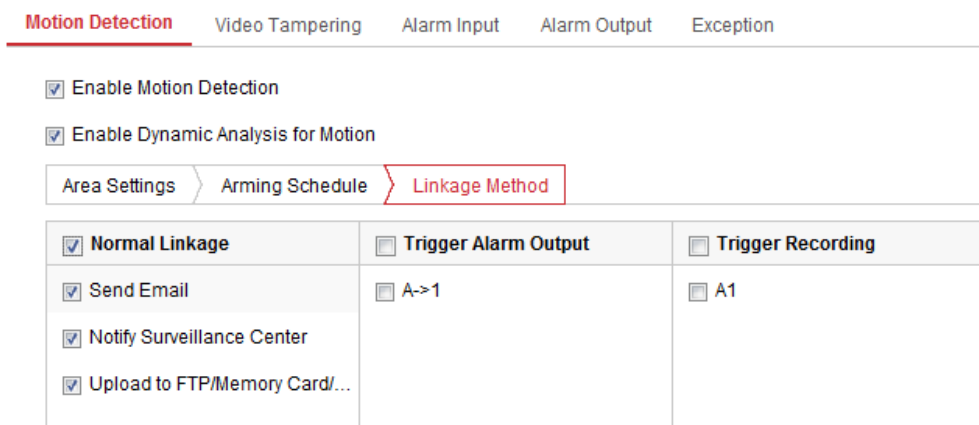 Motion Detection Video Tampering Alarm Input Alarm Output Exception
Enable Motion Detection
Enable Dynamic Analysis for Motion
Area Settings Arming Schedule Linkage Method
Normal Linkage Trigger Alarm Output Trigger Recording
Send Email A->1 A1
Notify Surveillance Center
Upload to FTP/Memory Card/...